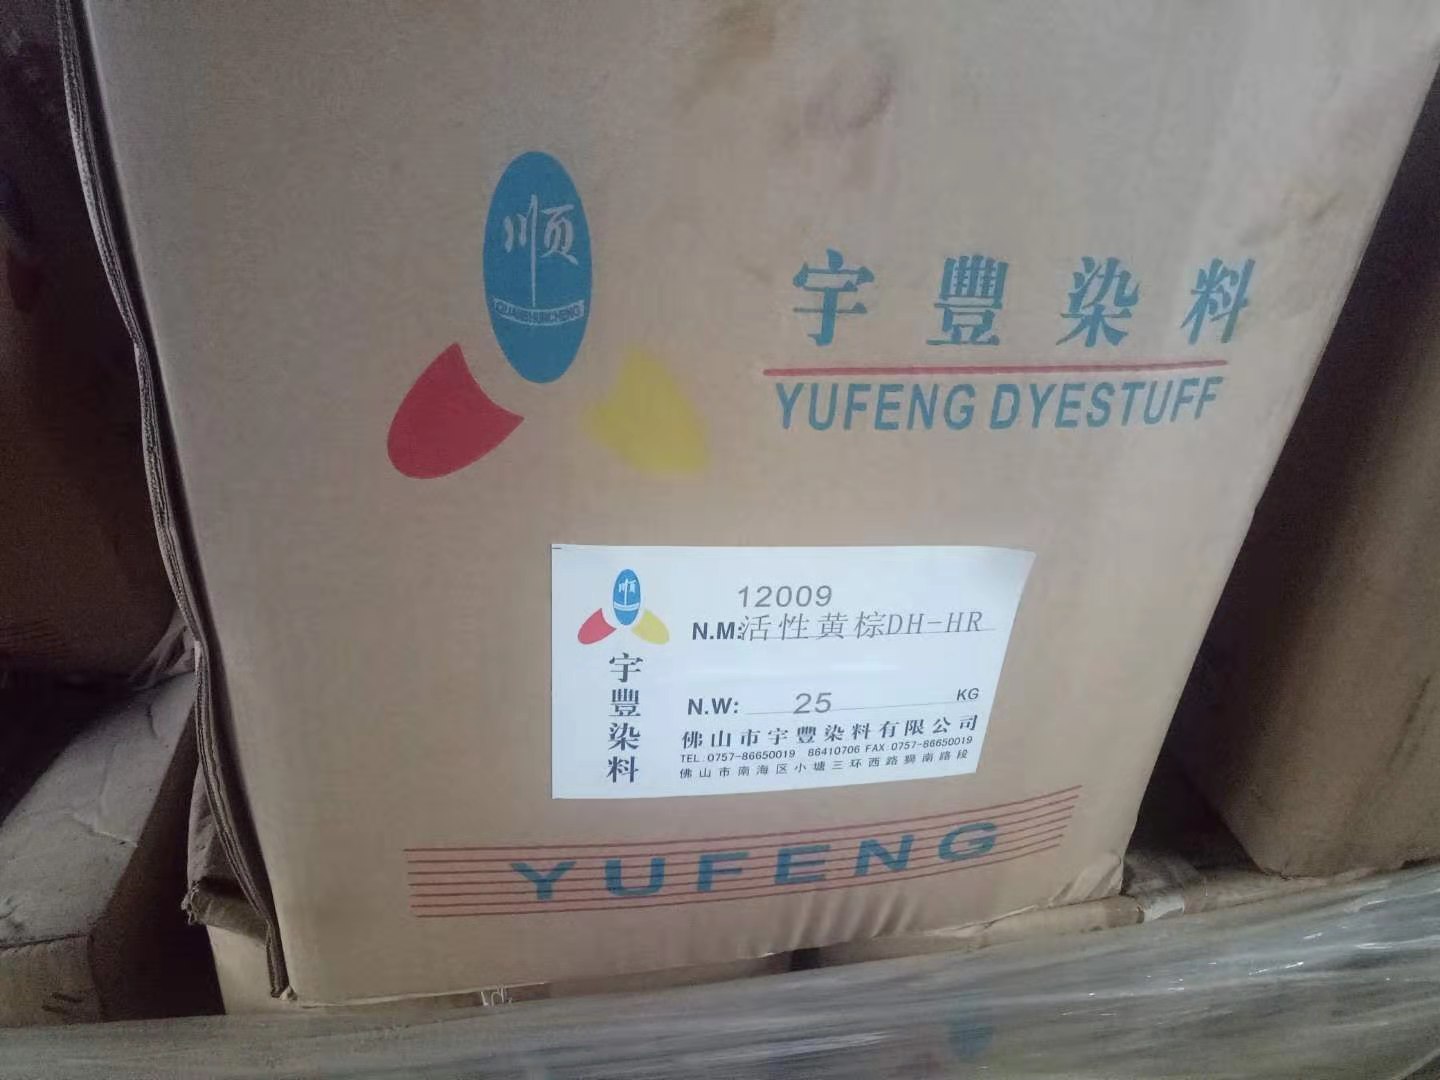 顺
宇豐染料
YUFENG DYESTUFF
顺
宇豐染料
12009
N.M:活性黄棕DH-HR
N.W: 25 KG
佛山市宇豐染料有限公司
TEL.0757-86650019 86410706 FAX.0757-86650019
佛山市南海区小塘三环西路狮南路段
YUFENG